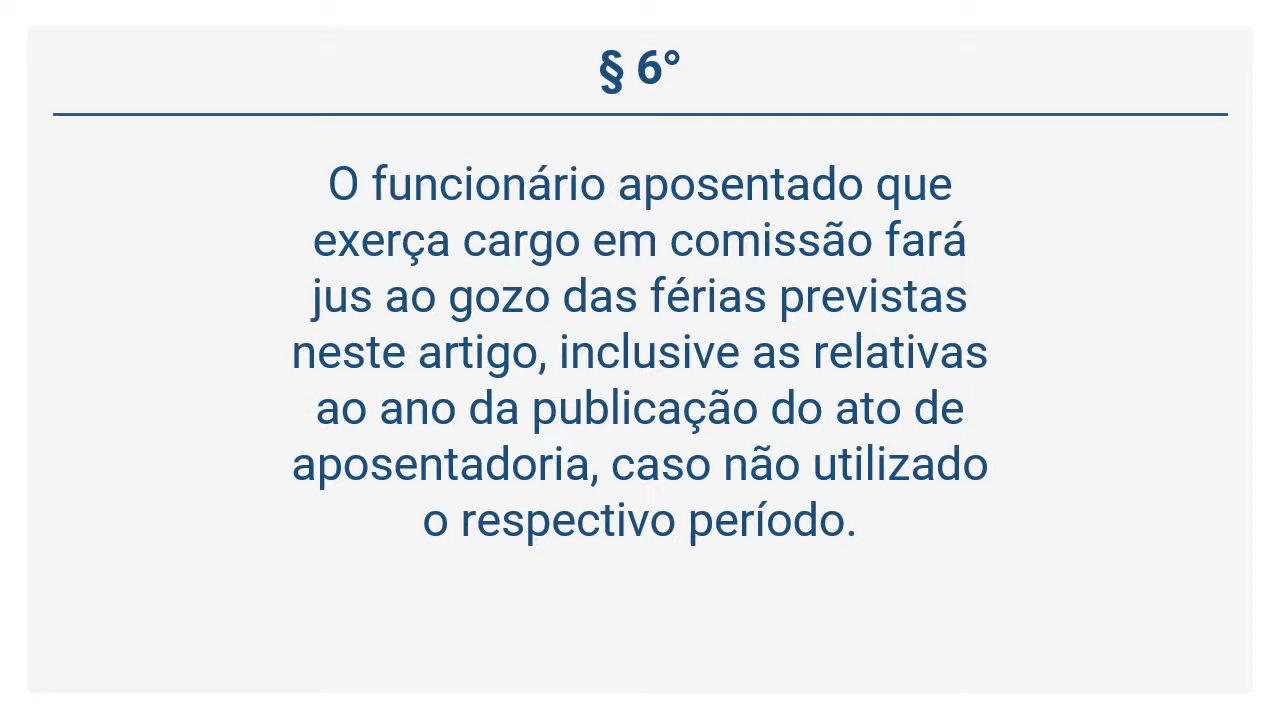 § 6°
O funcionário aposentado que
exerça cargo em comissão fará
jus ao gozo das férias previstas
neste artigo, inclusive as relativas
ao ano da publicação do ato de
aposentadoria, caso não utilizado
o respectivo período.